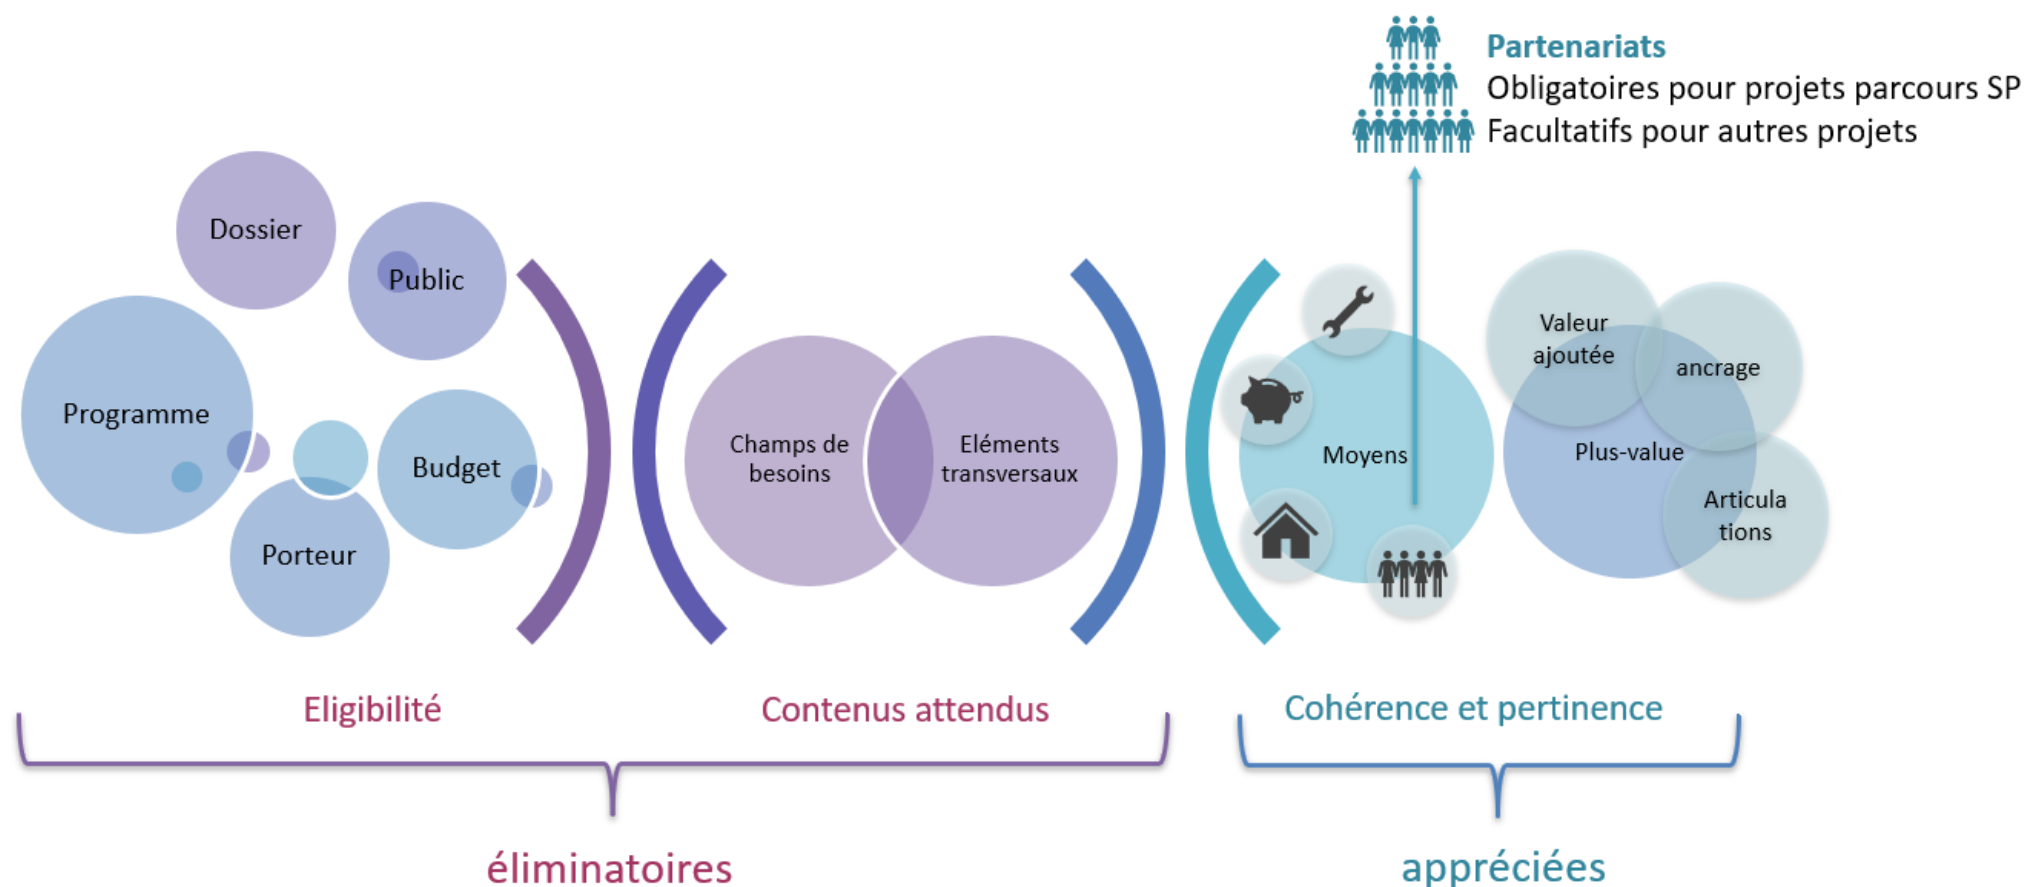 Partenariats
Obligatoires pour projets parcours SP
Facultatifs pour autres projets
Dossier
Public
Programme
Budget
Porteur
Champs de
besoins
Eléments
transversaux
Moyens
Valeur
ajoutée
ancrage
Plus-value
Articula
tions
Eligibilité
Contenus attendus
Cohérence et pertinence
éliminatoires
appréciées